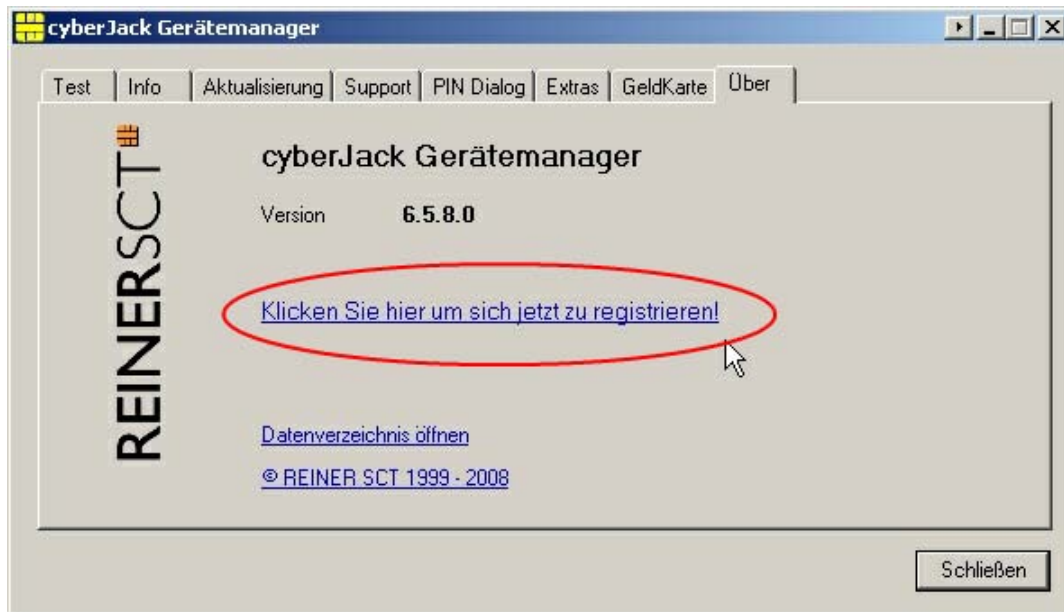 cyberJack Gerätemanager
Test Info Aktualisierung Support PIN Dialog Extras GeldKarte Über
REINERSCT
cyberJack Gerätemanager
Version 6.5.8.0
Klicken Sie hier um sich jetzt zu registrieren!
Datenverzeichnis öffnen
© REINER SCT 1999 - 2008
Schließen